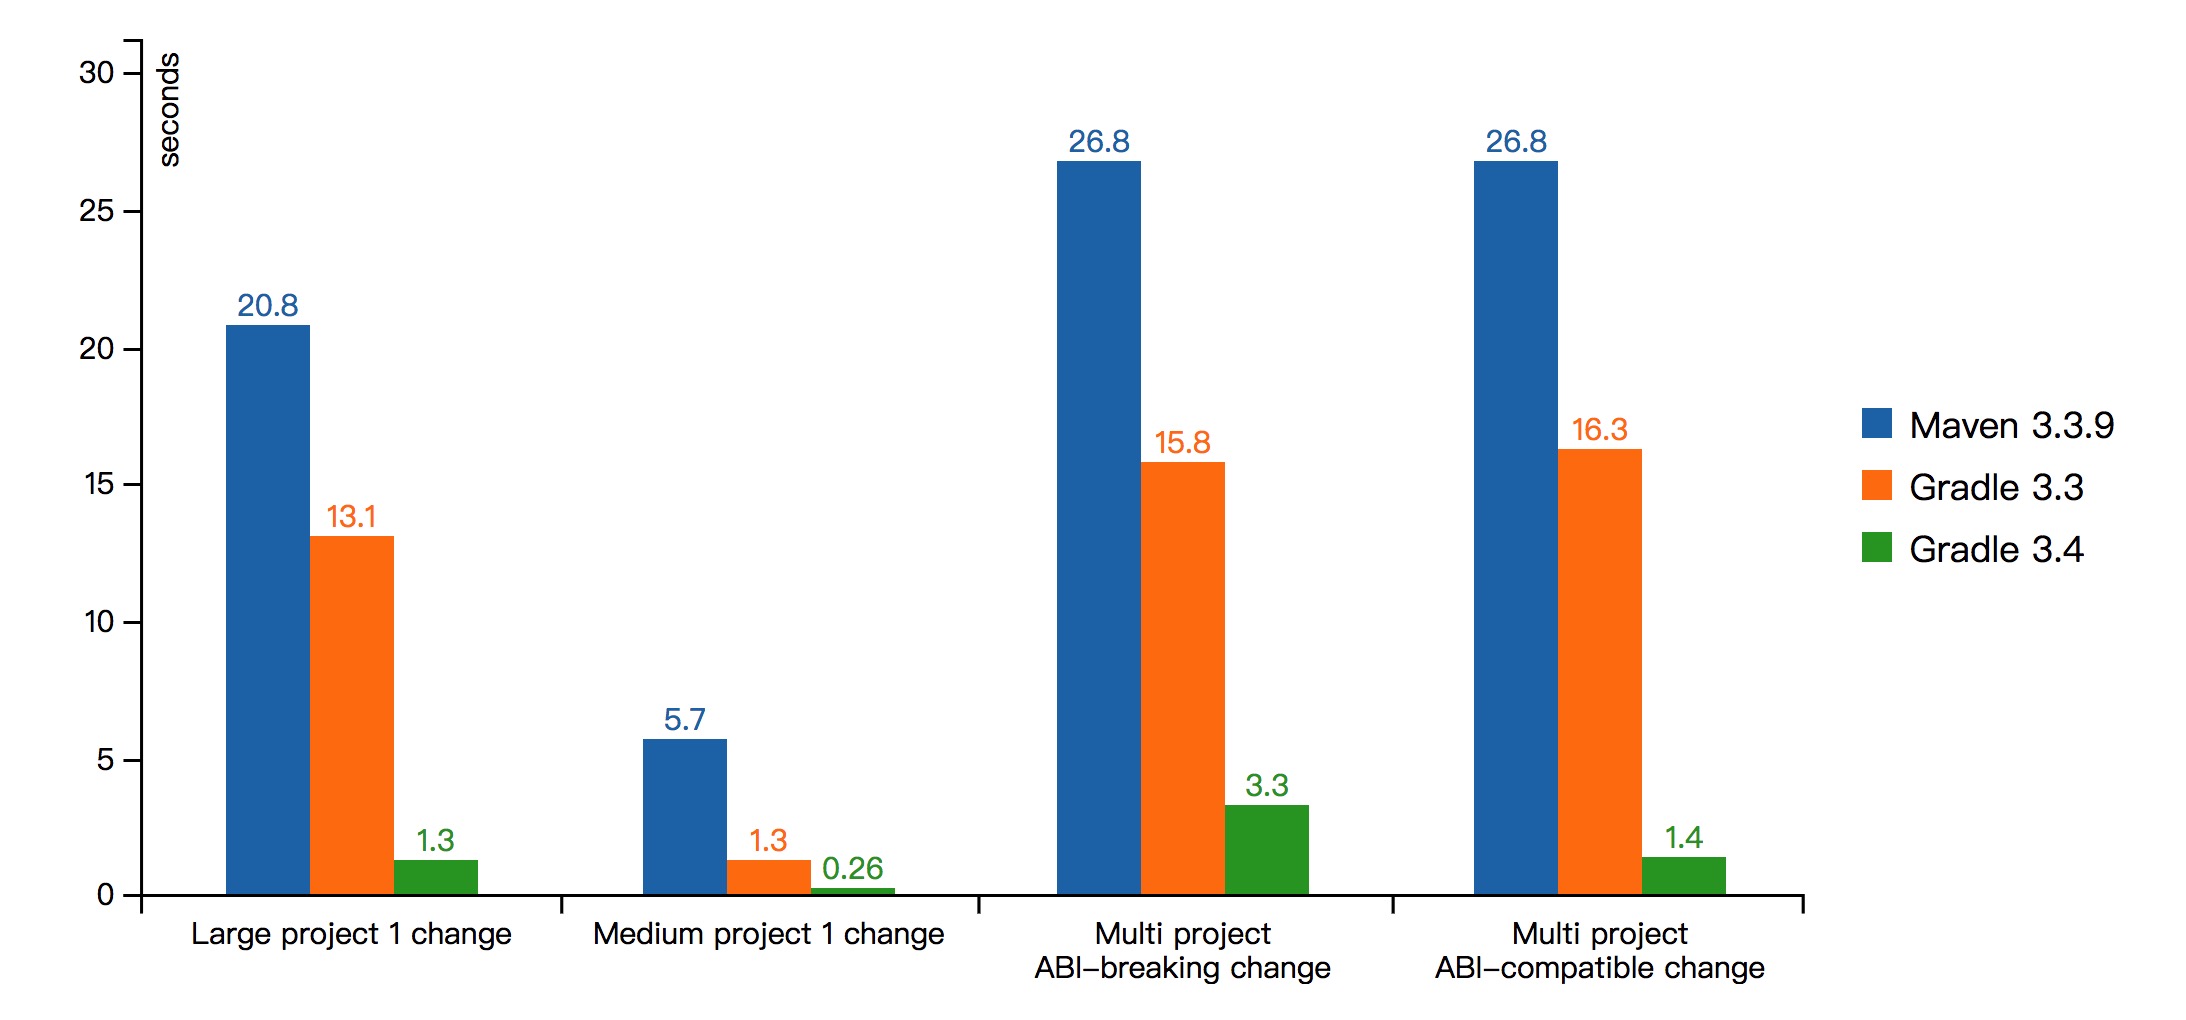 30
seconds
25
20
15
10
5
0
20.8
13.1
1.3
5.7
1.3
0.26
26.8
15.8
3.3
26.8
16.3
1.4
Large project 1 change
Medium project 1 change
Multi project
ABI–breaking change
Multi project
ABI–compatible change
Maven 3.3.9
Gradle 3.3
Gradle 3.4